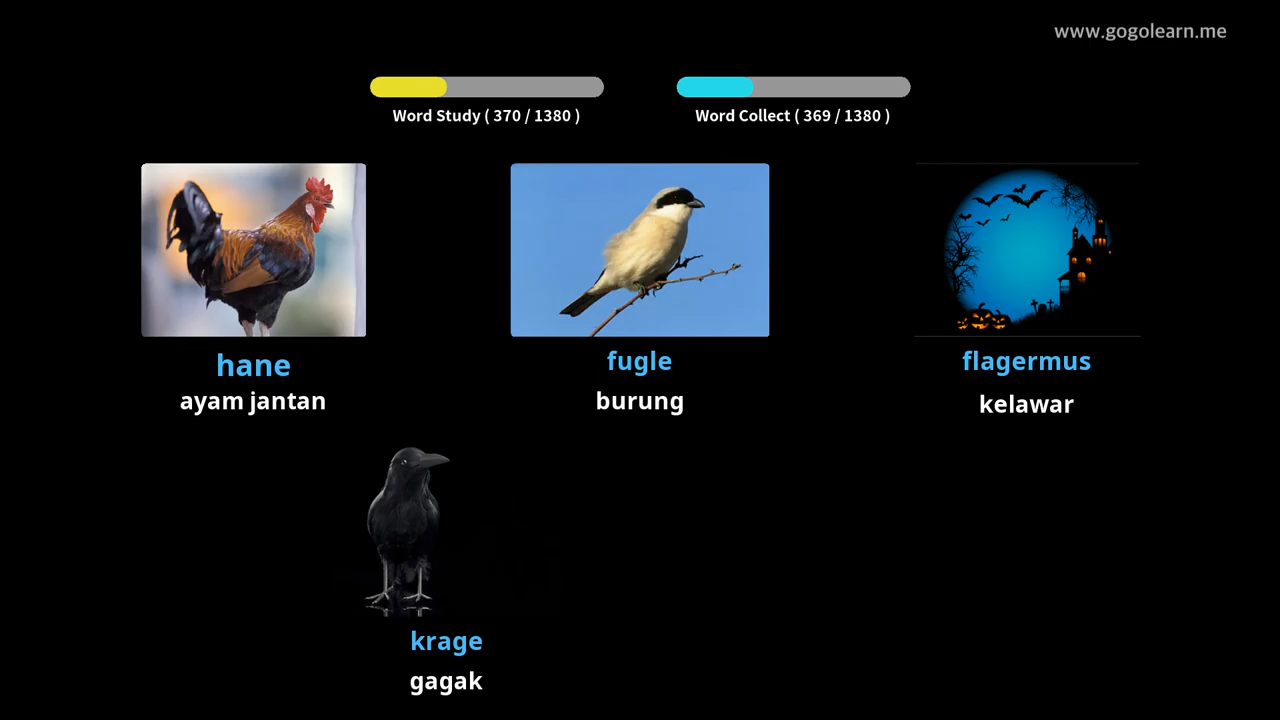 www.gogolearn.me
Word Study ( 370 / 1380 )
Word Collect ( 369 / 1380 )
hane
ayam jantan
fugle
burung
flagermus
kelawar
krage
gagak